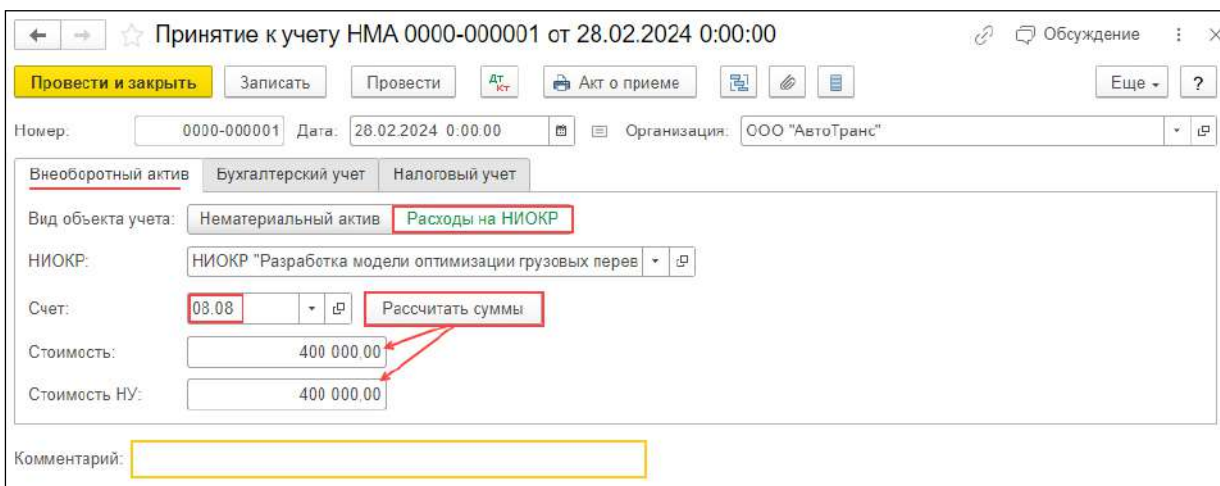 Принятие к учету НМА 0000-000001 от 28.02.2024 0:00:00 Обсуждение
Провести и закрыть Записать Провести Дт Кт Акт о приеме Еще ?
Номер: 0000-000001 Дата: 28.02.2024 0:00:00 Организация: ООО "АвтоТранс"
Внеоборотный актив Бухгалтерский учет Налоговый учет
Вид объекта учета: Нематериальный актив Расходы на НИОКР
НИОКР: НИОКР "Разработка модели оптимизации грузовых перев
Счет: 08.08 Рассчитать суммы
Стоимость: 400 000,00
Стоимость НУ: 400 000,00
Комментарий: